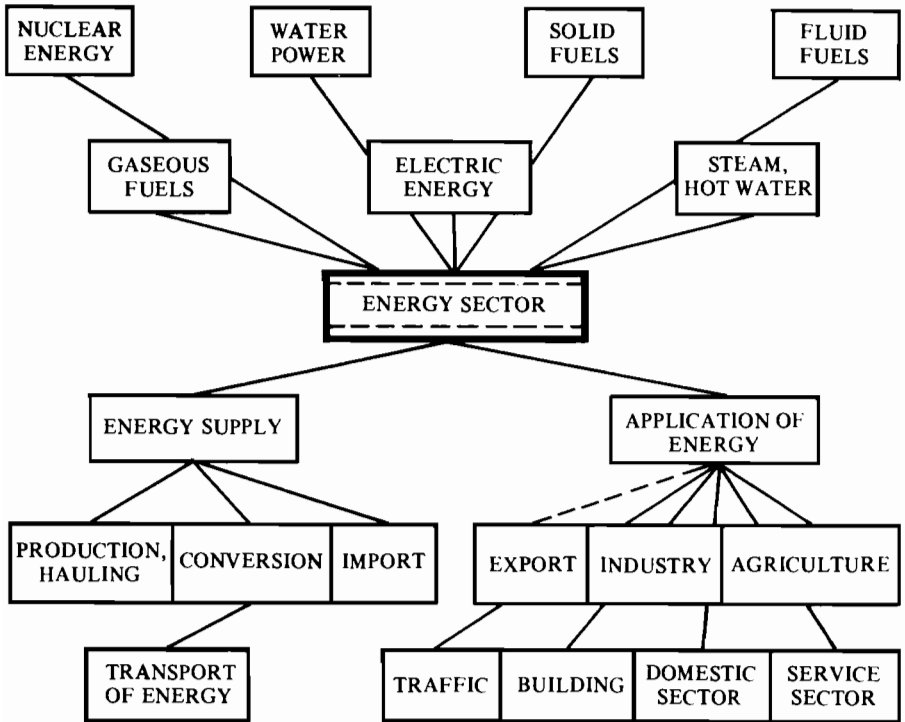 NUCLEAR
ENERGY
WATER
POWER
SOLID
FUELS
FLUID
FUELS
GASEOUS
FUELS
ELECTRIC
ENERGY
STEAM,
HOT WATER
ENERGY SECTOR
ENERGY SUPPLY
APPLICATION OF
ENERGY
PRODUCTION,
HAULING
CONVERSION
IMPORT
EXPORT
INDUSTRY
AGRICULTURE
TRANSPORT
OF ENERGY
TRAFFIC
BUILDING
DOMESTIC
SECTOR
SERVICE
SECTOR